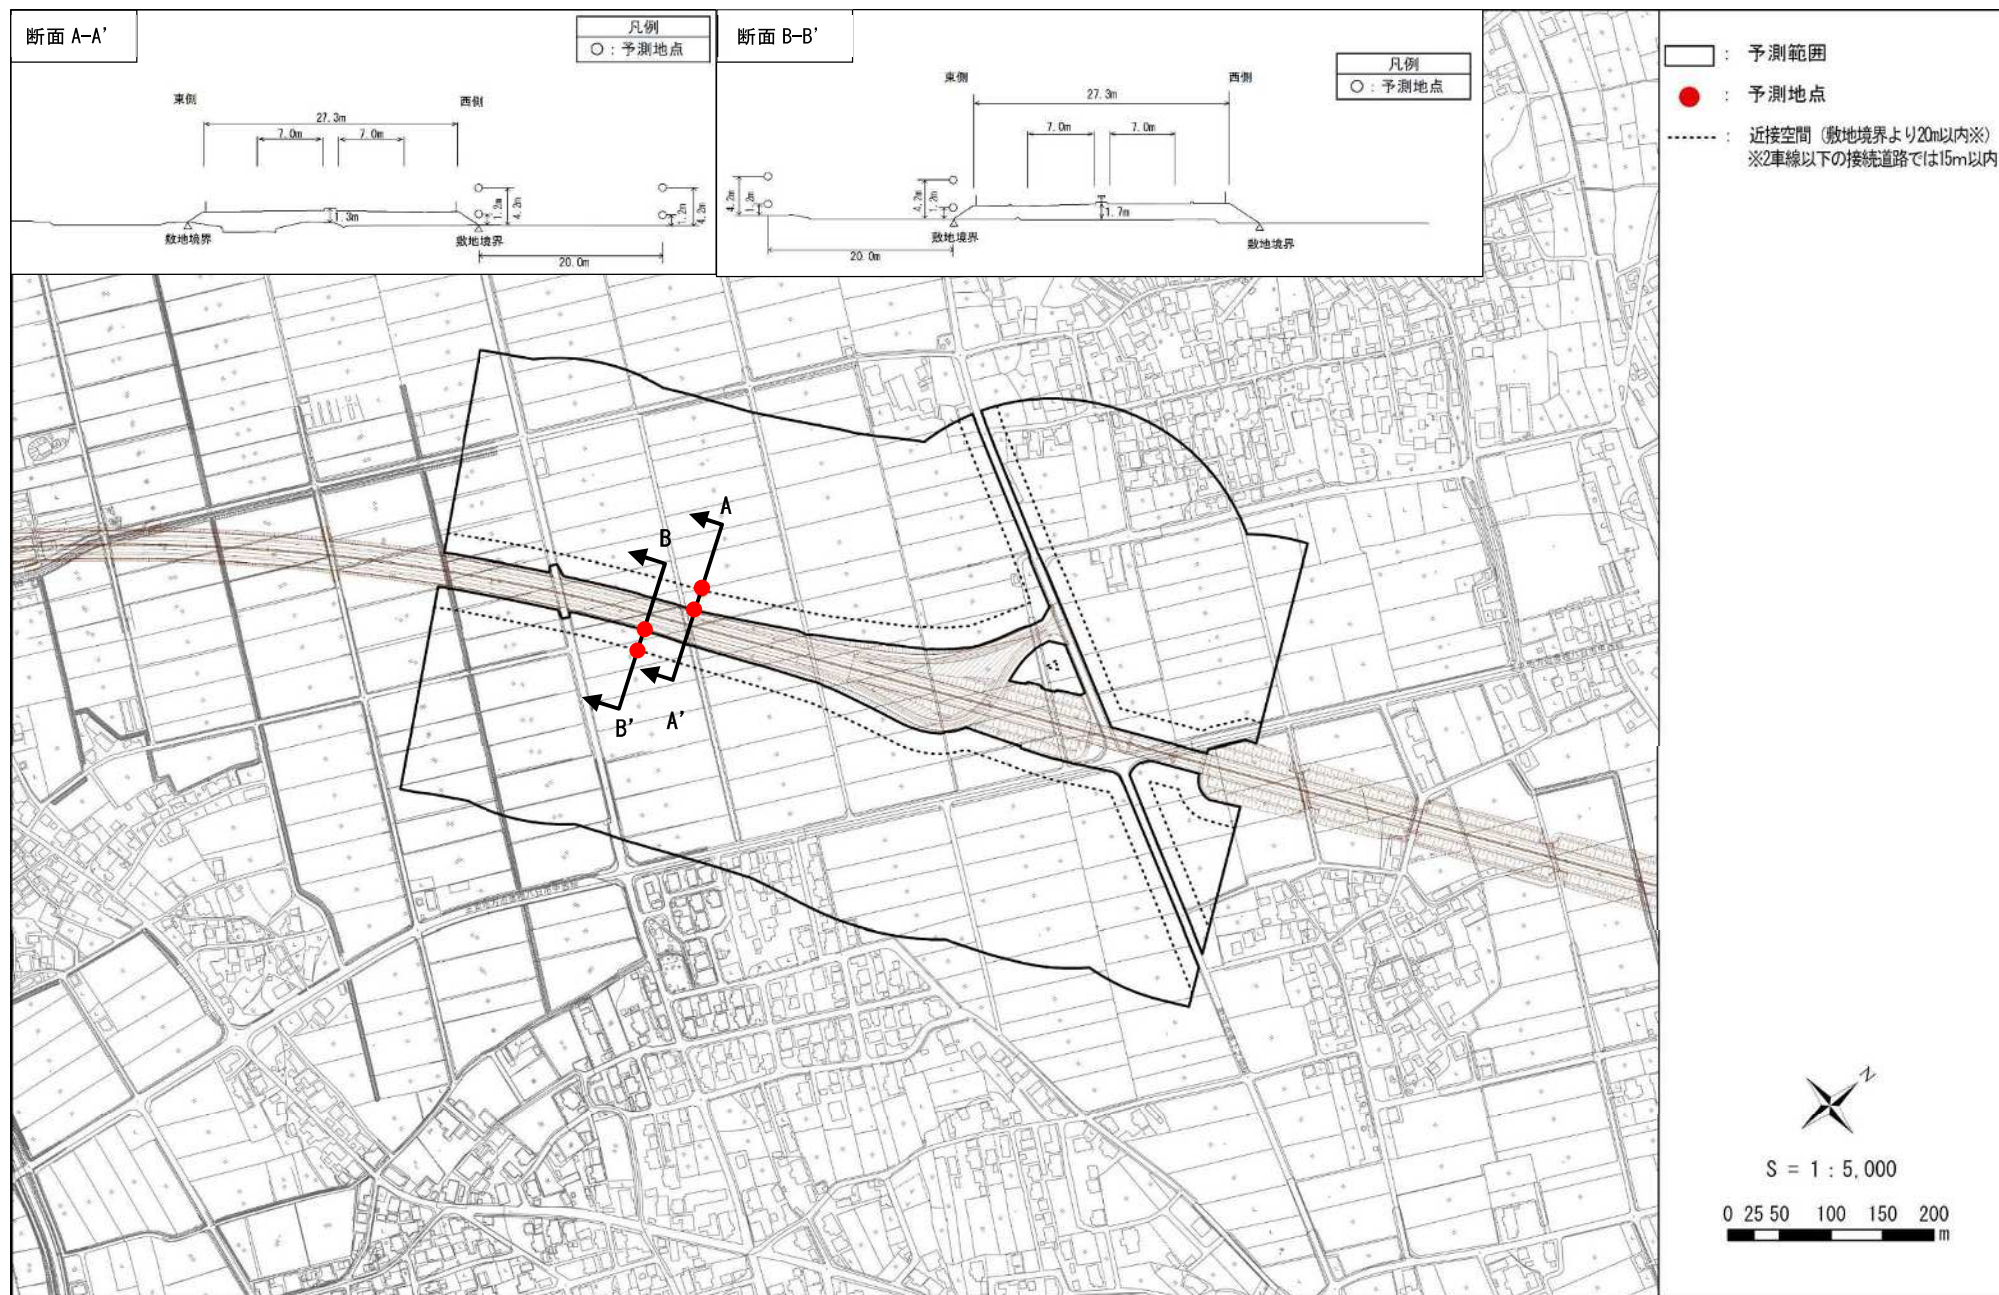 断面 A-A’
凡例
○：予測地点
東側
西側
27.3m
7.0m
7.0m
1.3m
1.2m
4.2m
1.2m
4.2m
敷地境界
敷地境界
20.0m
断面 B-B’
凡例
○：予測地点
東側
西側
27.3m
7.0m
7.0m
4.2m
1.2m
4.2m
1.2m
1.7m
敷地境界
敷地境界
20.0m
：予測範囲
：予測地点
：近接空間（敷地境界より20m以内※）
※2車線以下の接続道路では15m以内
A
B
B’
A’
N
S = 1：5,000
0 25 50 100 150 200
m